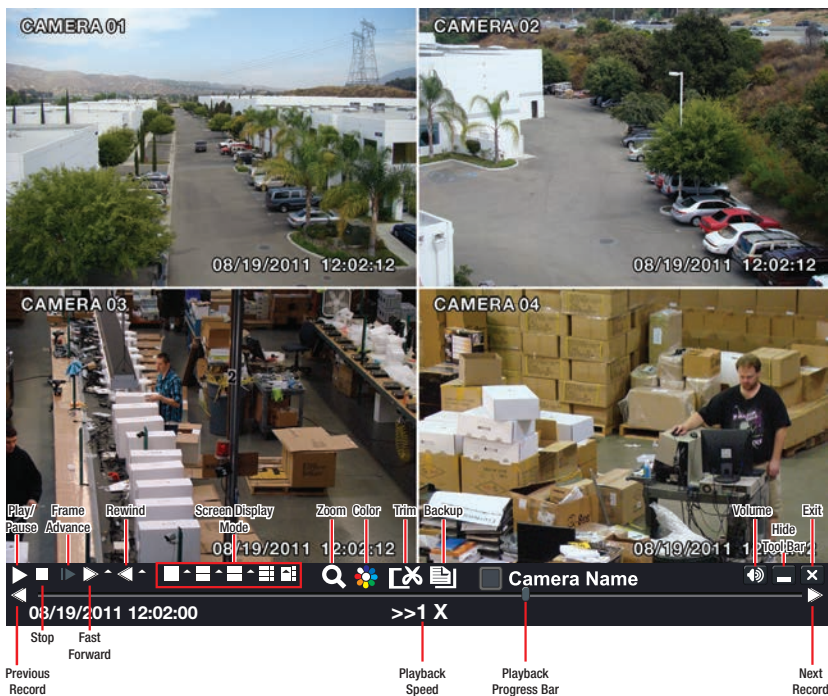 CAMERA 01
CAMERA 02
08/19/2011 12:02:12
08/19/2011 12:02:12
CAMERA 03
CAMERA 04
2
Play/
Pause
Frame
Advance
Rewind
Screen Display
Mode
Zoom
Color
Trim
Backup
Volume
Hide
Tool Bar
Exit
08/19/2011 12:02:12
08/19/2011 12:02:12
Camera Name
08/19/2011 12:02:00
>>1 X
Stop
Fast
Forward
Previous
Record
Playback
Speed
Playback
Progress Bar
Next
Record